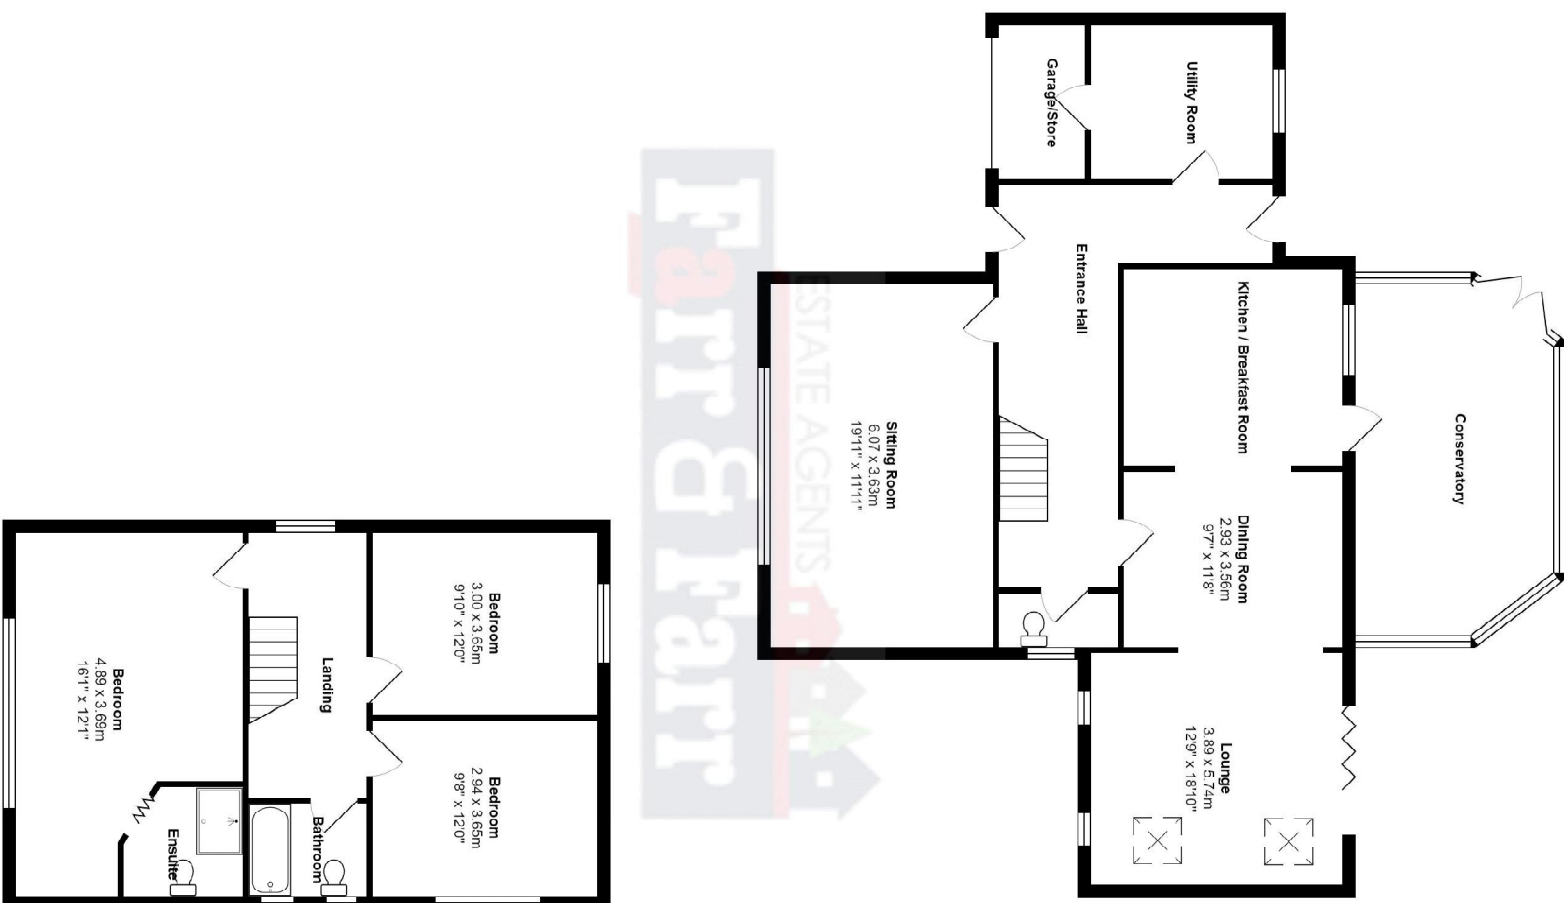 Garage/Store
Utility Room
Entrance Hall
Kitchen / Breakfast Room
Conservatory
Sitting Room
6.07 x 3.63m
19'11" x 11'11"
Dining Room
2.93 x 3.56m
9'7" x 11'8"
Lounge
3.89 x 5.74m
12'9" x 18'10"
Bedroom
3.00 x 3.65m
9'10" x 12'0"
Landing
Bedroom
4.89 x 3.69m
16'1" x 12'1"
Bedroom
2.94 x 3.65m
9'8" x 12'0"
Bathroom
Ensuite
Farr & Farr
ESTATE AGENTS